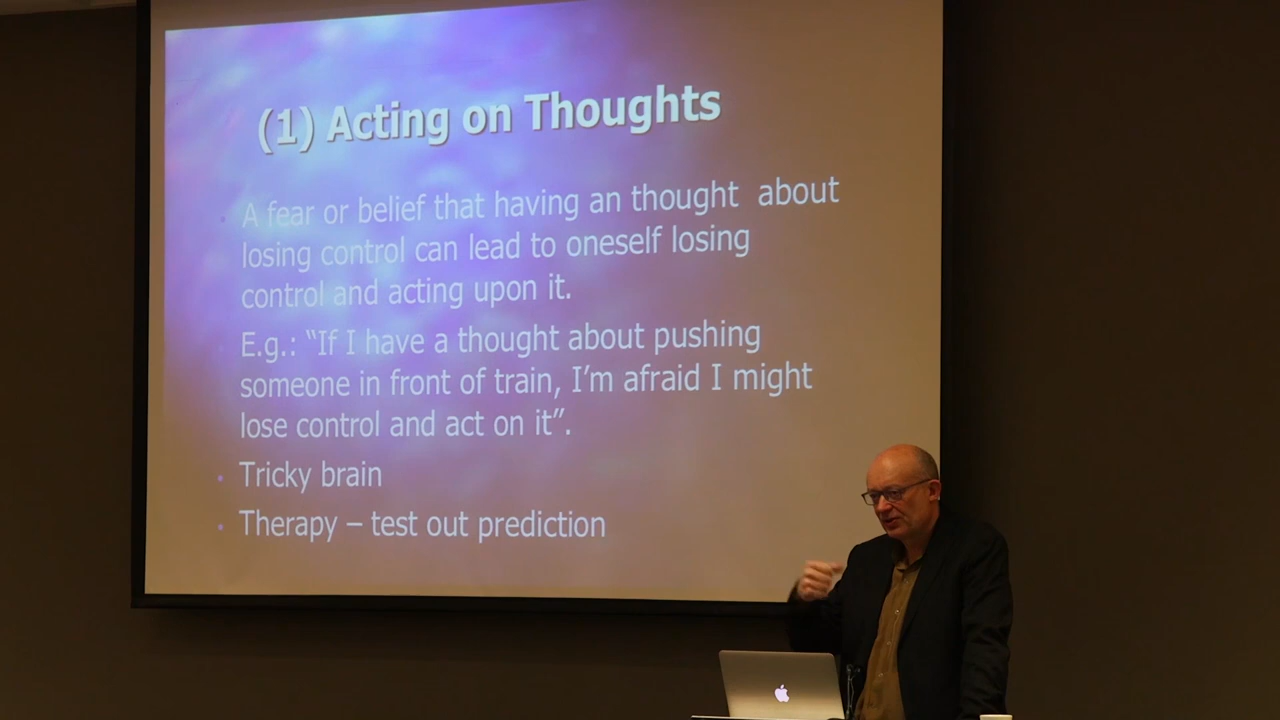 (1) Acting on Thoughts
A fear or belief that having an thought about
losing control can lead to oneself losing
control and acting upon it.
E.g.: “If I have a thought about pushing
someone in front of train, I’m afraid I might
lose control and act on it”.
Tricky brain
Therapy – test out prediction